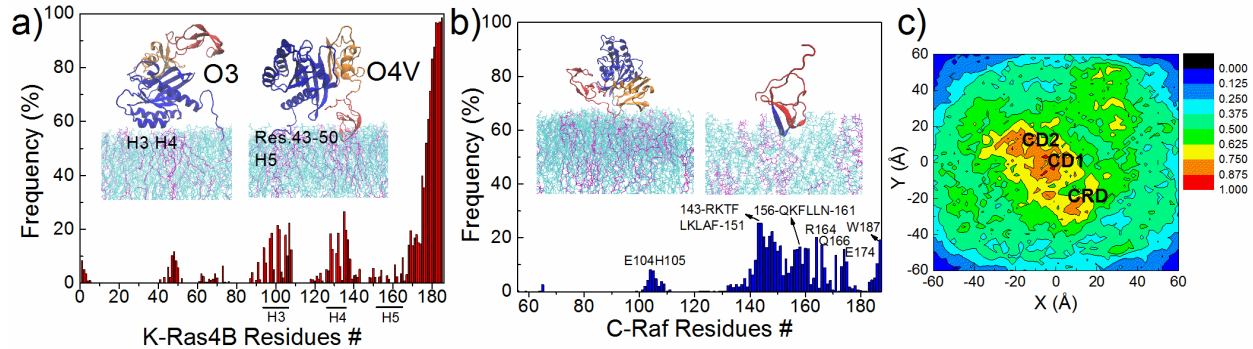 a)
Frequency (%)
100
80
60
40
20
0
O3
O4V
H3 H4
Res.43-50
H5
0 20 40 60 80 100 120 140 160 180
H3 H4 H5
K-Ras4B Residues #
b)
Frequency (%)
100
80
60
40
20
0
143-RKTF
LKLAF-151
156-QKFLLN-161
R164
Q166
W187
E174
E104H105
60 80 100 120 140 160 180
C-Raf Residues #
c)
Y (Å)
60
40
20
0
-20
-40
-60
CD2
CD1
CRD
-60 -40 -20 0 20 40 60
X (Å)
0.000
0.125
0.250
0.375
0.500
0.625
0.750
0.875
1.000